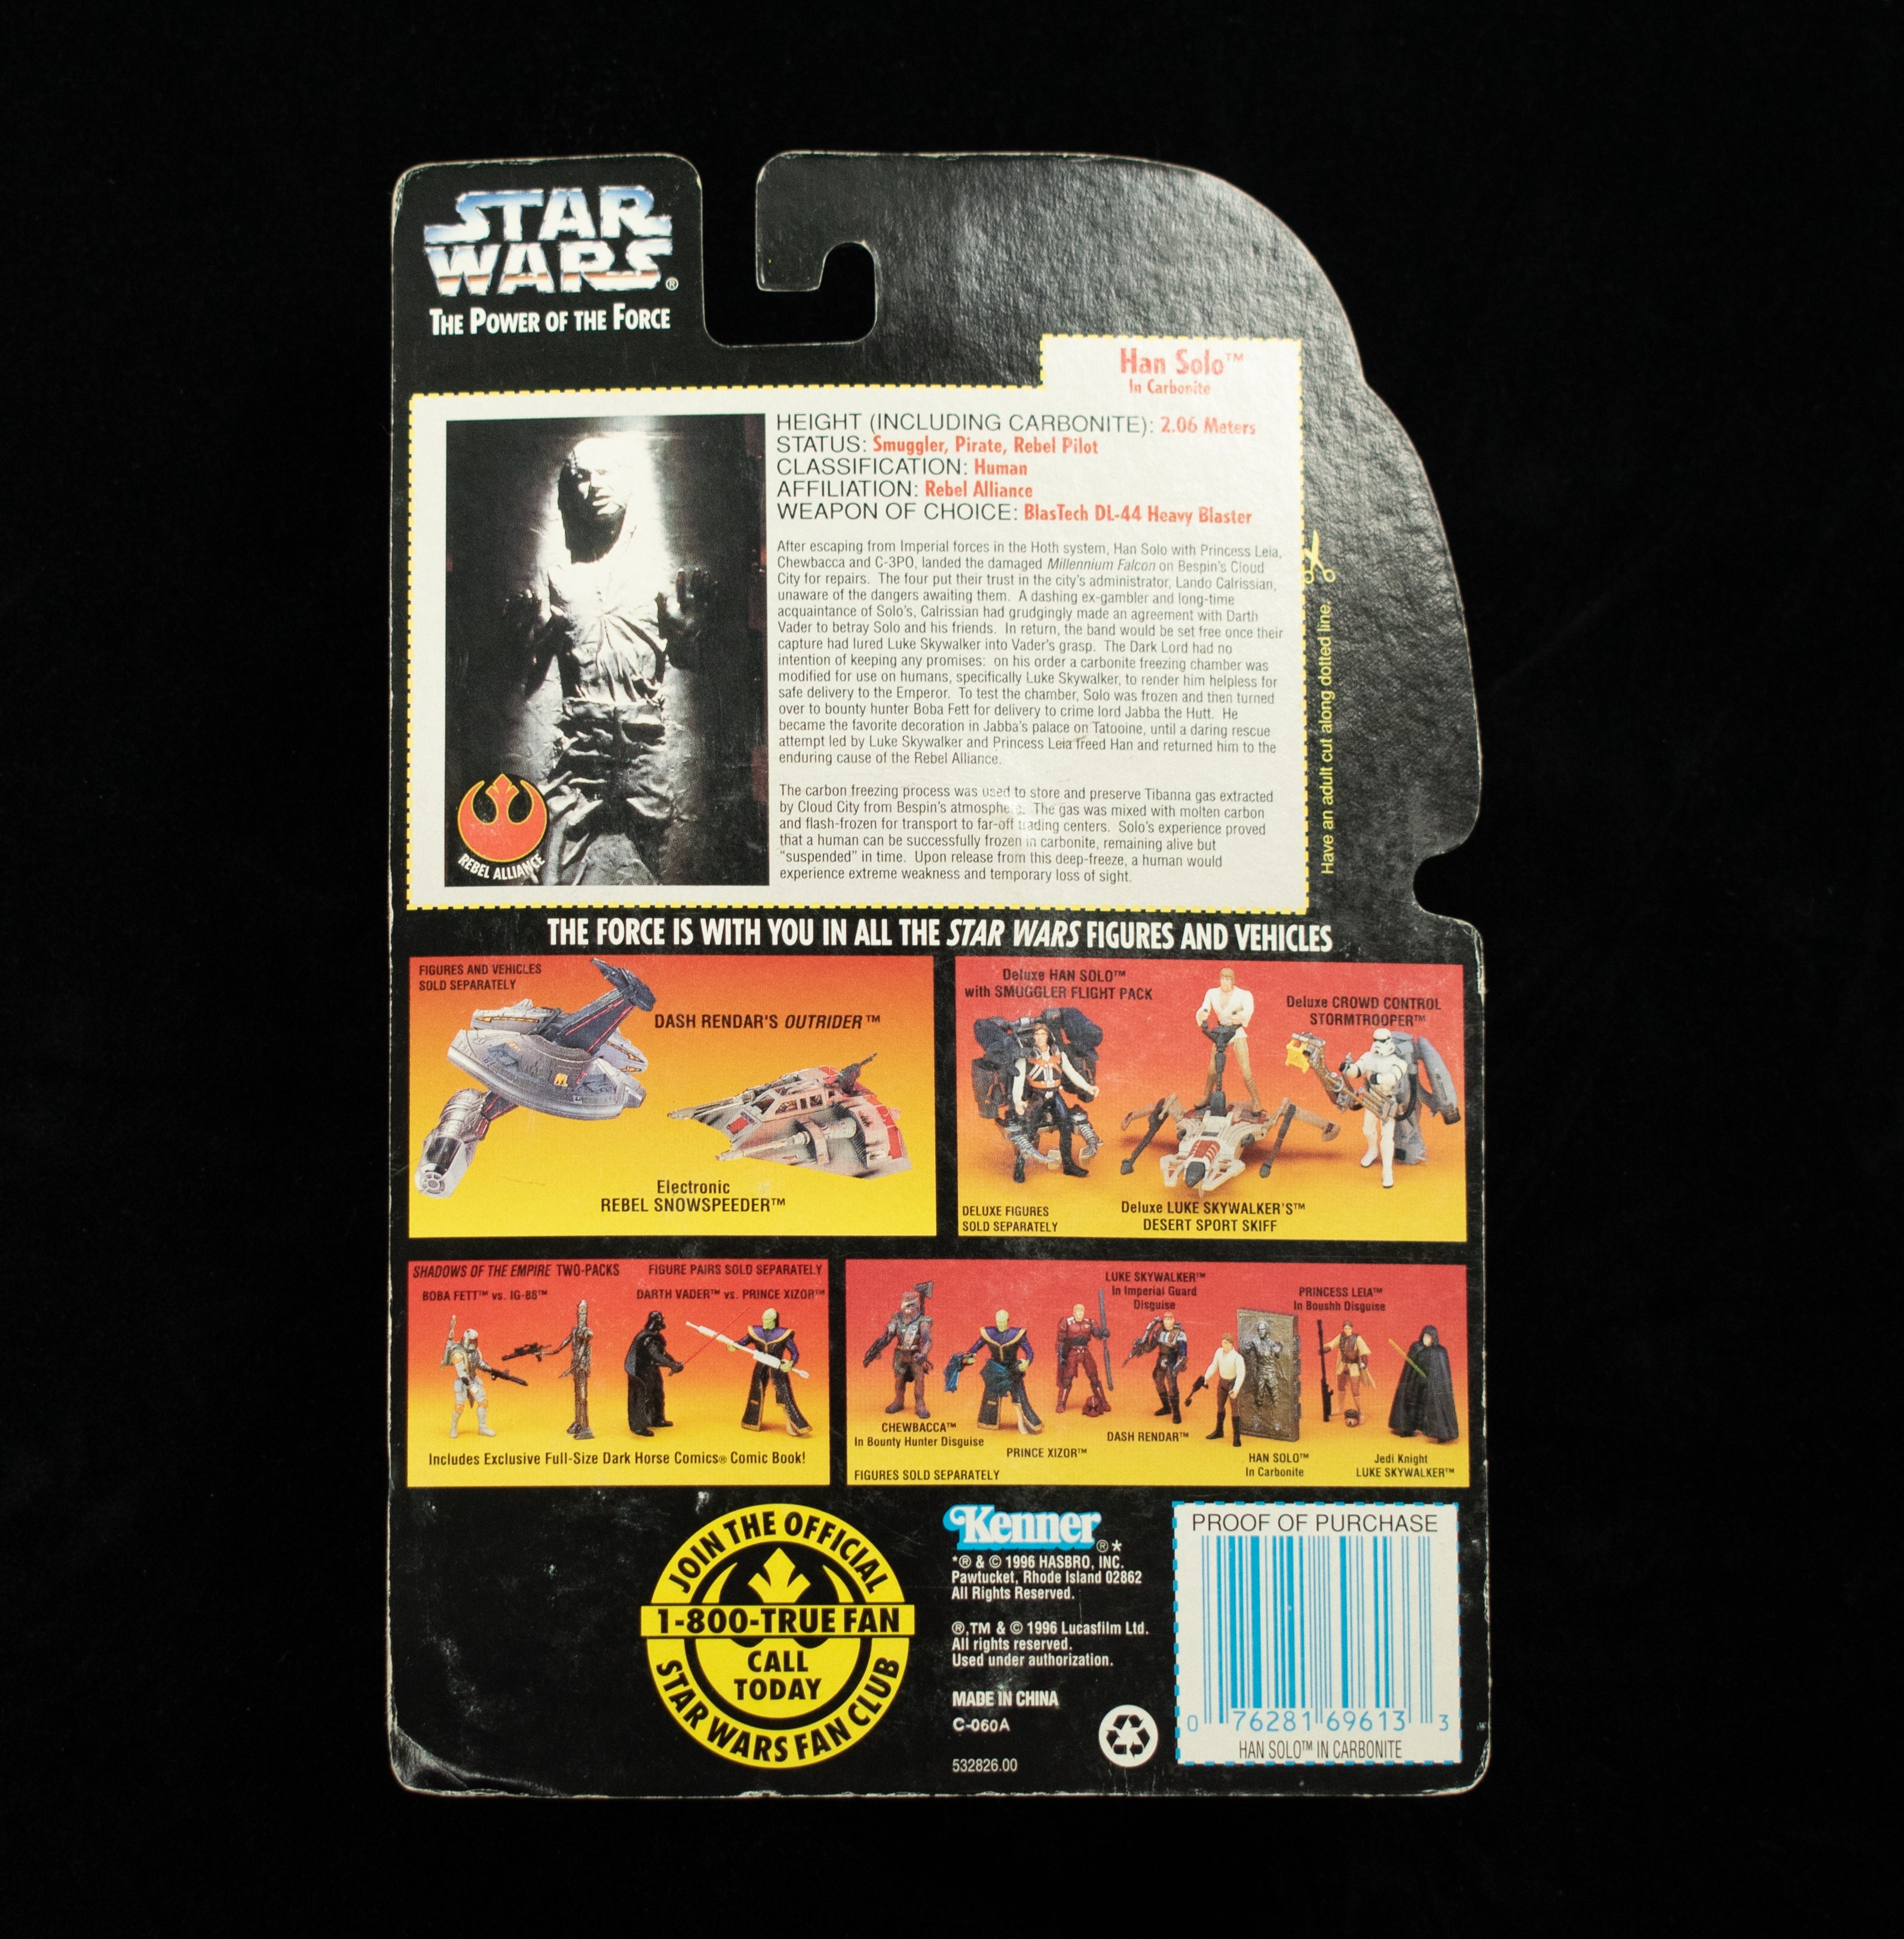 STAR
WARS®
THE POWER OF THE FORCE
Han Solo™
In Carbonite
HEIGHT (INCLUDING CARBONITE): 2.06 Meters
STATUS: Smuggler, Pirate, Rebel Pilot
CLASSIFICATION: Human
AFFILIATION: Rebel Alliance
WEAPON OF CHOICE: BlasTech DL-44 Heavy Blaster
After escaping from Imperial forces in the Hoth system, Han Solo with Princess Leia,
Chewbacca and C-3PO, landed the damaged Millennium Falcon on Bespin's Cloud
City for repairs. The four put their trust in the city's administrator, Lando Calrissian,
unaware of the dangers awaiting them. A dashing ex-gambler and long-time
acquaintance of Solo's, Calrissian had grudgingly made an agreement with Darth
Vader to betray Solo and his friends. In return, the band would be set free once their
capture had lured Luke Skywalker into Vader's grasp. The Dark Lord had no
intention of keeping any promises: on his order a carbonite freezing chamber was
modified for use on humans, specifically Luke Skywalker, to render him helpless for
safe delivery to the Emperor. To test the chamber, Solo was frozen and then turned
over to bounty hunter Boba Fett for delivery to crime lord Jabba the Hutt. He
became the favorite decoration in Jabba's palace on Tatooine, until a daring rescue
attempt led by Luke Skywalker and Princess Leia freed Han and returned him to the
enduring cause of the Rebel Alliance.
The carbon freezing process was used to store and preserve Tibanna gas extracted
by Cloud City from Bespin's atmosphere. The gas was mixed with molten carbon
and flash-frozen for transport to far-off trading centers. Solo's experience proved
that a human can be successfully frozen in carbonite, remaining alive but
"suspended" in time. Upon release from this deep-freeze, a human would
experience extreme weakness and temporary loss of sight.
REBEL ALLIANCE
Have an adult cut along dotted line.
THE FORCE IS WITH YOU IN ALL THE STAR WARS FIGURES AND VEHICLES
FIGURES AND VEHICLES
SOLD SEPARATELY
DASH RENDAR'S OUTRIDER™
Electronic
REBEL SNOWSPEEDER™
Deluxe HAN SOLO™
with SMUGGLER FLIGHT PACK
Deluxe CROWD CONTROL
STORMTROOPER™
DELUXE FIGURES
SOLD SEPARATELY
Deluxe LUKE SKYWALKER'S™
DESERT SPORT SKIFF
SHADOWS OF THE EMPIRE TWO-PACKS
FIGURE PAIRS SOLD SEPARATELY
BOBA FETT™ vs. IG-88™
DARTH VADER™ vs. PRINCE XIZOR™
Includes Exclusive Full-Size Dark Horse Comics® Comic Book!
LUKE SKYWALKER™
In Imperial Guard
Disguise
PRINCESS LEIA™
In Boushh Disguise
CHEWBACCA™
In Bounty Hunter Disguise
PRINCE XIZOR™
DASH RENDAR™
HAN SOLO™
In Carbonite
Jedi Knight
LUKE SKYWALKER™
FIGURES SOLD SEPARATELY
JOIN THE OFFICIAL
1-800-TRUE FAN
CALL
TODAY
STAR WARS FAN CLUB
Kenner®*
*® & © 1996 HASBRO, INC.
Pawtucket, Rhode Island 02862
All Rights Reserved.
®,TM & © 1996 Lucasfilm Ltd.
All rights reserved.
Used under authorization.
MADE IN CHINA
C-060A
532826.00
PROOF OF PURCHASE
0 76281 69613 3
HAN SOLO™ IN CARBONITE